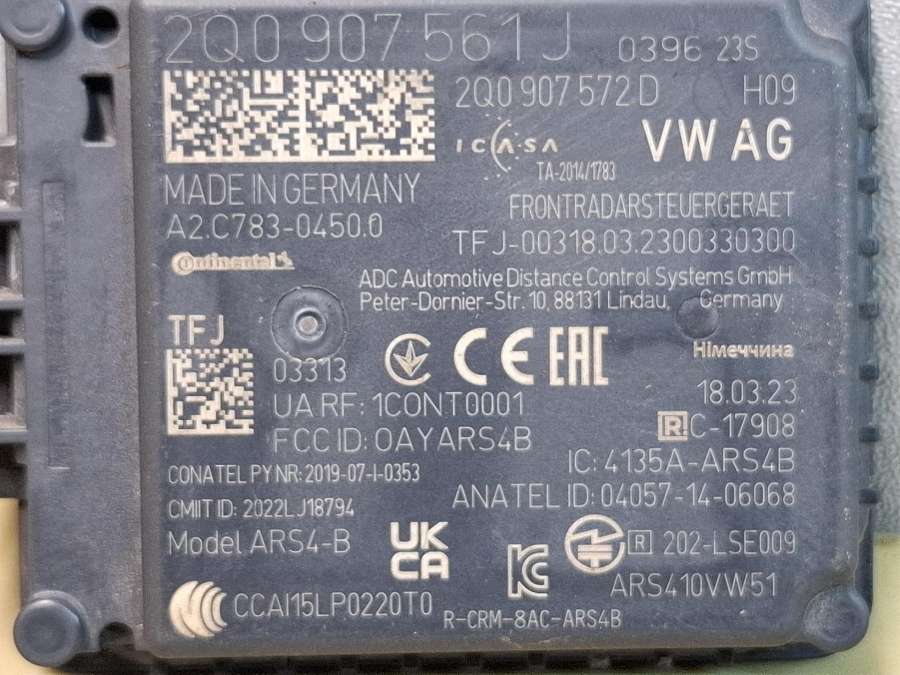 2Q0 907 561 J 0396 23S
2Q0 907 572 D H09
ICASA VW AG
TA-2014/1783
MADE IN GERMANY
FRONTRADARSTEUERGERAET
A2.C783-0450.0
TFJ-00318.03.2300330300
Continental
ADC Automotive Distance Control Systems GmbH
Peter-Dornier-Str. 10, 88131 Lindau, Germany
TFJ
CE EAC
Німеччина
03313
18.03.23
UA RF: 1CONT0001
R C-17908
FCC ID: OAYARS4B
IC: 4135A-ARS4B
CONATEL PY NR: 2019-07-I-0353
ANATEL ID: 04057-14-06068
CMIIT ID: 2022LJ18794
Model ARS4-B
UK
CA
R 202-LSE009
ARS410VW51
CCAI15LP0220T0
R-CRM-8AC-ARS4B